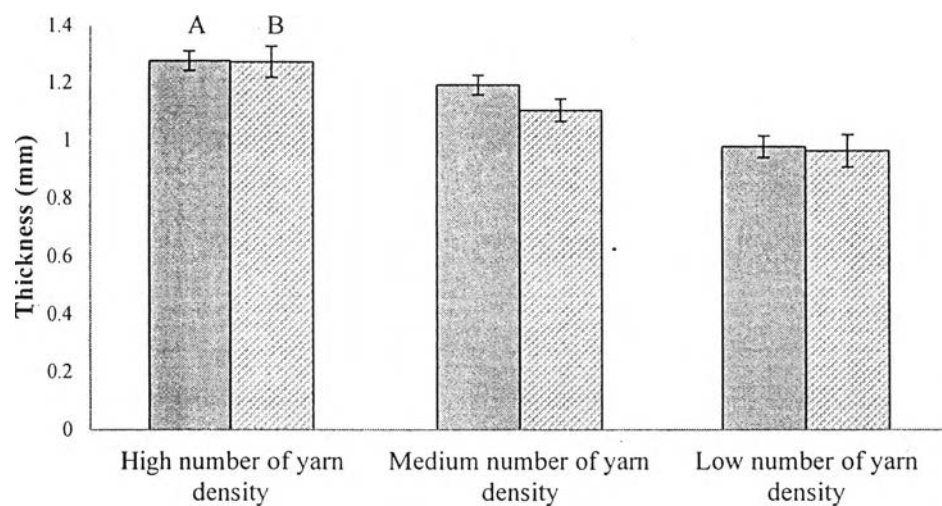 1.4
A B
1.2
1
0.8
0.6
0.4
0.2
0
Thickness (mm)
High number of yarn
density
Medium number of yarn
density
Low number of yarn
density